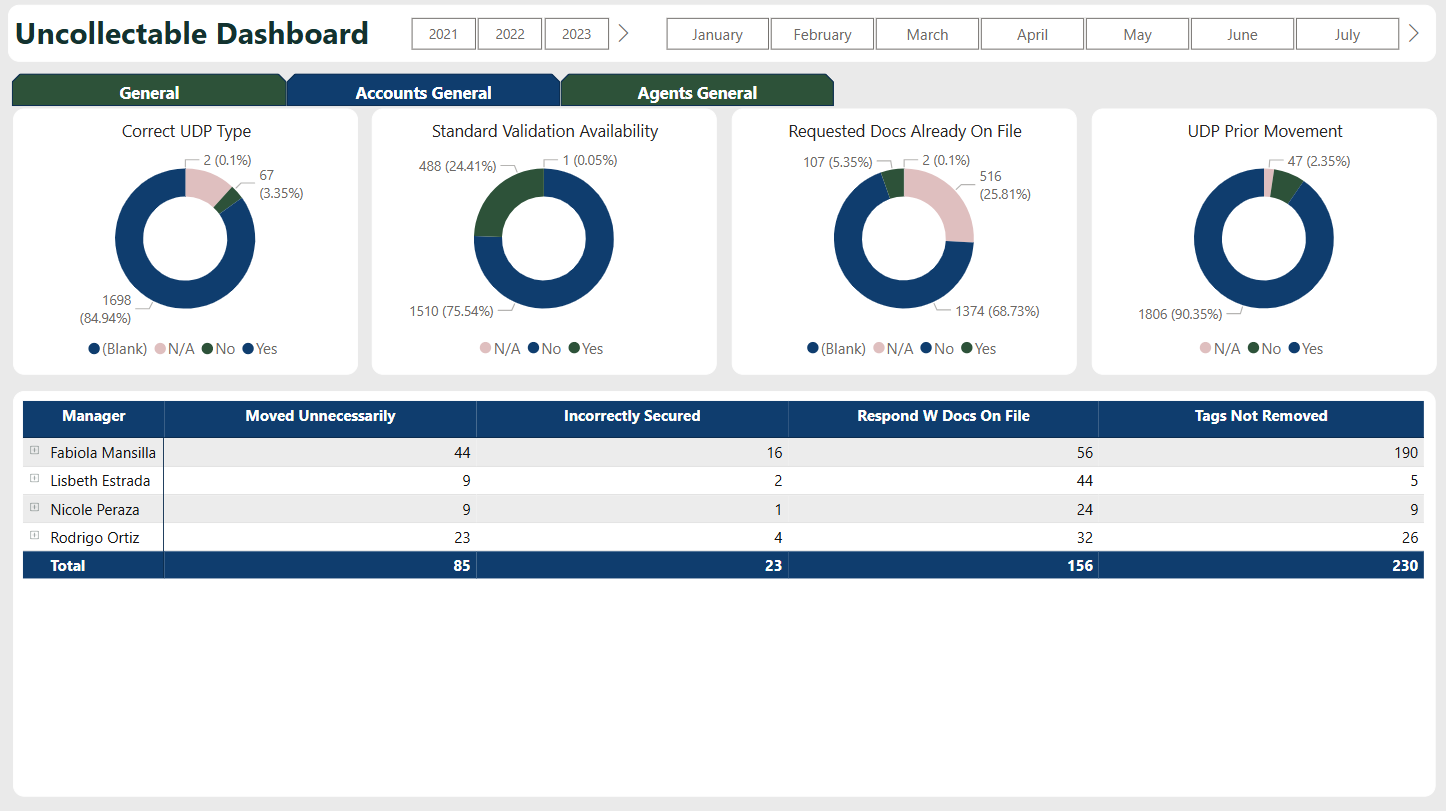 Uncollectable Dashboard
2021
2022
2023
January
February
March
April
May
June
July
General
Accounts General
Agents General
Correct UDP Type
2 (0.1%)
67
(3.35%)
1698
(84.94%)
(Blank) N/A No Yes
Standard Validation Availability
488 (24.41%)
1 (0.05%)
1510 (75.54%)
N/A No Yes
Requested Docs Already On File
107 (5.35%)
2 (0.1%)
516
(25.81%)
1374 (68.73%)
(Blank) N/A No Yes
UDP Prior Movement
47 (2.35%)
1806 (90.35%)
N/A No Yes
Manager Moved Unnecessarily Incorrectly Secured Respond W Docs On File Tags Not Removed
Fabiola Mansilla 44 16 56 190
Lisbeth Estrada 9 2 44 5
Nicole Peraza 9 1 24 9
Rodrigo Ortiz 23 4 32 26
Total 85 23 156 230